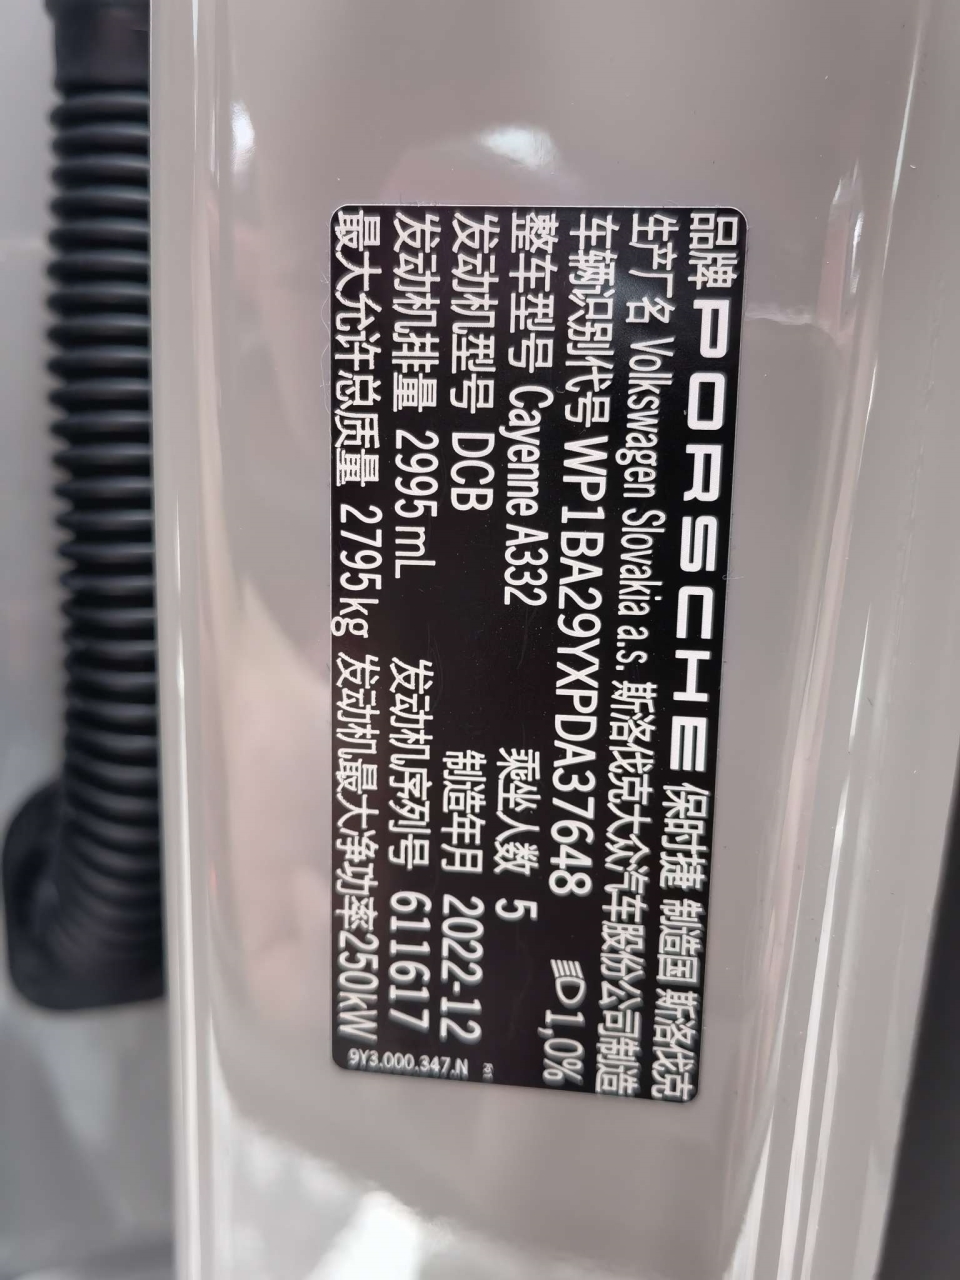 品牌 PORSCHE 保时捷 制造国 斯洛伐克
生产厂名 Volkswagen Slovakia a.s. 斯洛伐克大众汽车股份公司制造
车辆识别代号 WP1BA29YXPDA37648 1,0%
整车型号 Cayenne A332 乘坐人数 5
发动机型号 DCB 制造年月 2022-12
发动机排量 2995 mL 发动机序列号 611617
最大允许总质量 2795 kg 发动机最大净功率250kW
9Y3.000.347.N